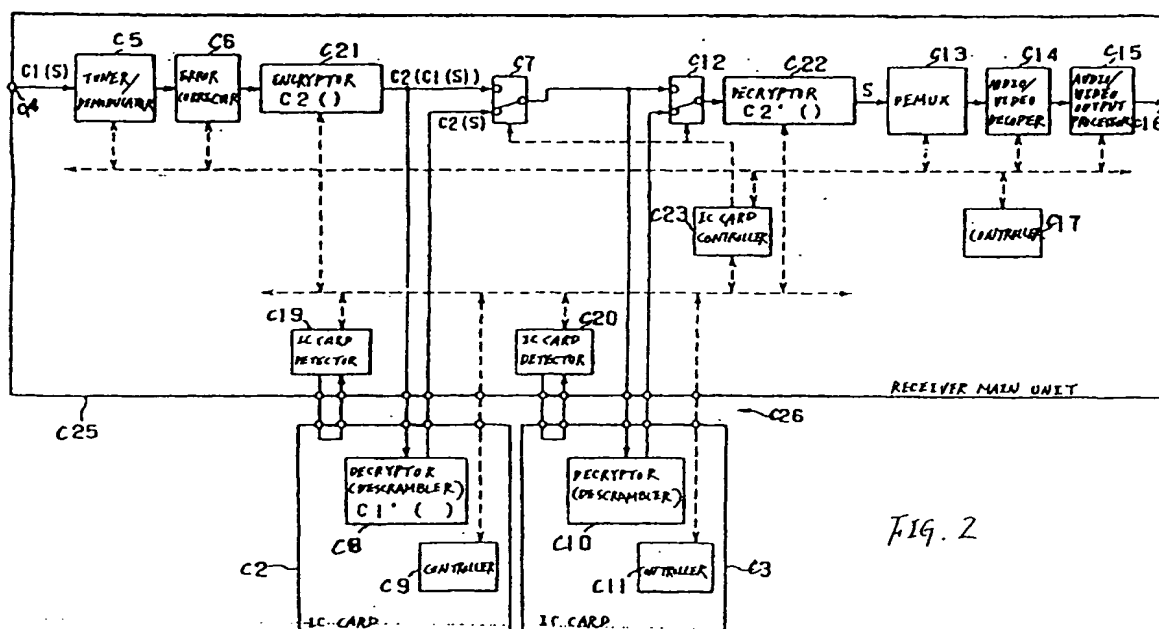 C5
C6
C21
C7
C12
C22
C13
C14
C15
C1(S)
TUNER/
DEMODULATOR
ERROR
CORRECTOR
ENCRYPTOR
C2 ( )
C2(C1(S))
C2(S)
DECRYPTOR
C2° ( )
S
DEMUX
AUDIO/
VIDEO
DECODER
AUDIO/
VIDEO
OUTPUT
PROCESSOR
C16
C4
C23
IC CARD
CONTROLLER
CONTROLLER
C17
C19
IC CARD
DETECTOR
C20
IC CARD
DETECTOR
RECEIVER MAIN UNIT
C25
C26
DECRYPTOR
(DESCRAMBLER)
C1° ( )
C8
DECRYPTOR
(DESCRAMBLER)
C10
C2
C9
CONTROLLER
C11
CONTROLLER
C3
IC CARD
IC CARD
FIG. 2